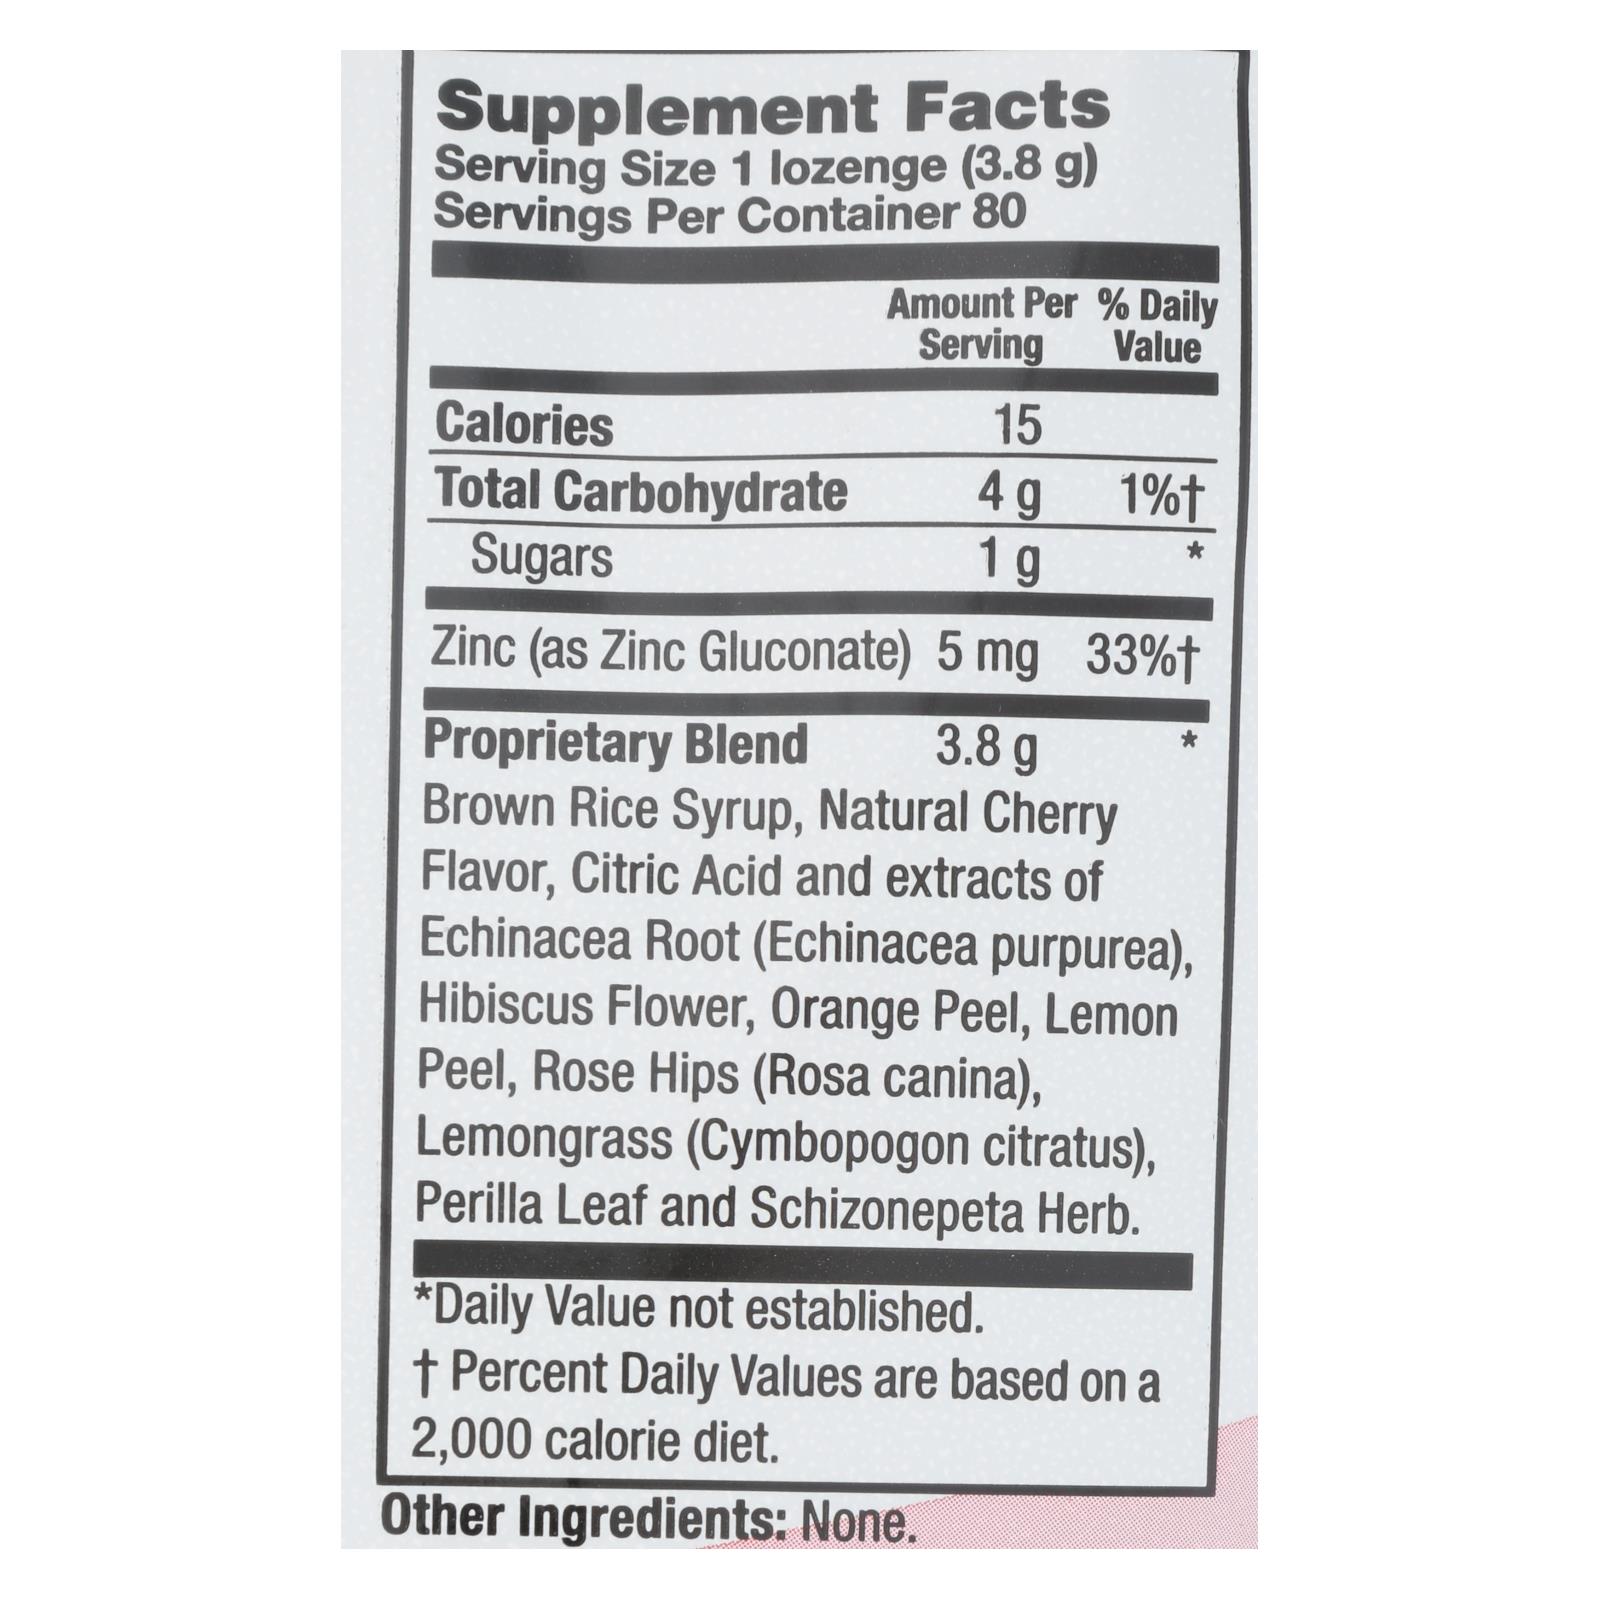 Supplement Facts
Serving Size 1 lozenge (3.8 g)
Servings Per Container 80
Amount Per % Daily
Serving Value
Calories 15
Total Carbohydrate 4 g 1%†
Sugars 1 g *
Zinc (as Zinc Gluconate) 5 mg 33%†
Proprietary Blend 3.8 g *
Brown Rice Syrup, Natural Cherry
Flavor, Citric Acid and extracts of
Echinacea Root (Echinacea purpurea),
Hibiscus Flower, Orange Peel, Lemon
Peel, Rose Hips (Rosa canina),
Lemongrass (Cymbopogon citratus),
Perilla Leaf and Schizonepeta Herb.
*Daily Value not established.
† Percent Daily Values are based on a
2,000 calorie diet.
Other Ingredients: None.